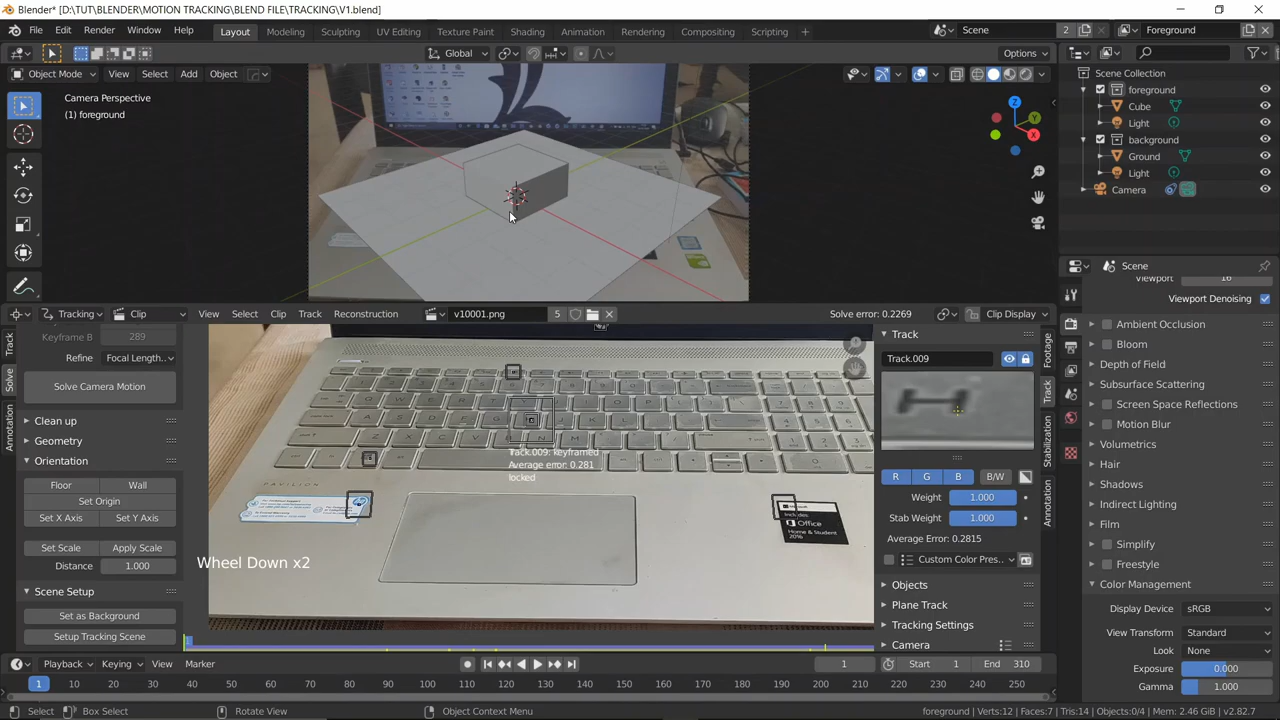 Blender* [D:\TUT\BLENDER\MOTION TRACKING\BLEND FILE\TRACKING\V1.blend]
File Edit Render Window Help Layout Modeling Sculpting UV Editing Texture Paint Shading Animation Rendering Compositing Scripting + Scene 2 Foreground
Global Options
Object Mode View Select Add Object
Camera Perspective
(1) foreground
Z
Y
X
Scene Collection
foreground
Cube
Light
background
Ground
Light
Camera
Tracking Clip View Select Clip Track Reconstruction v10001.png 5 Solve error: 0.2269 Clip Display
Scene
Viewport 16
Viewport Denoising
Ambient Occlusion
Bloom
Depth of Field
Subsurface Scattering
Screen Space Reflections
Motion Blur
Volumetrics
Hair
Shadows
Indirect Lighting
Film
Simplify
Freestyle
Color Management
Display Device sRGB
View Transform Standard
Look None
Exposure 0.000
Gamma 1.000
Track
Solve
Annotation
Keyframe B 289
Refine Focal Length..
Solve Camera Motion
Clean up
Geometry
Orientation
Floor Wall
Set Origin
Set X Axis Set Y Axis
Set Scale Apply Scale
Distance 1.000
Scene Setup
Set as Background
Setup Tracking Scene
Track.009: keyframed
Average error: 0.281
locked
PAVILION
Office
Home & Student
Wheel Down x2
Track
Track.009
R G B B/W
Weight 1.000
Stab Weight 1.000
Average Error: 0.2815
Custom Color Pres..
Objects
Plane Track
Tracking Settings
Camera
Footage
Track
Stabilization
Annotation
Playback Keying View Marker 1 Start 1 End 310
1 10 20 30 40 50 60 70 80 90 100 110 120 130 140 150 160 170 180 190 200 210 220 230 240 250
Select Box Select Rotate View Object Context Menu foreground | Verts:12 | Faces:7 | Tris:14 | Objects:0/4 | Mem: 2.46 GiB | v2.82.7